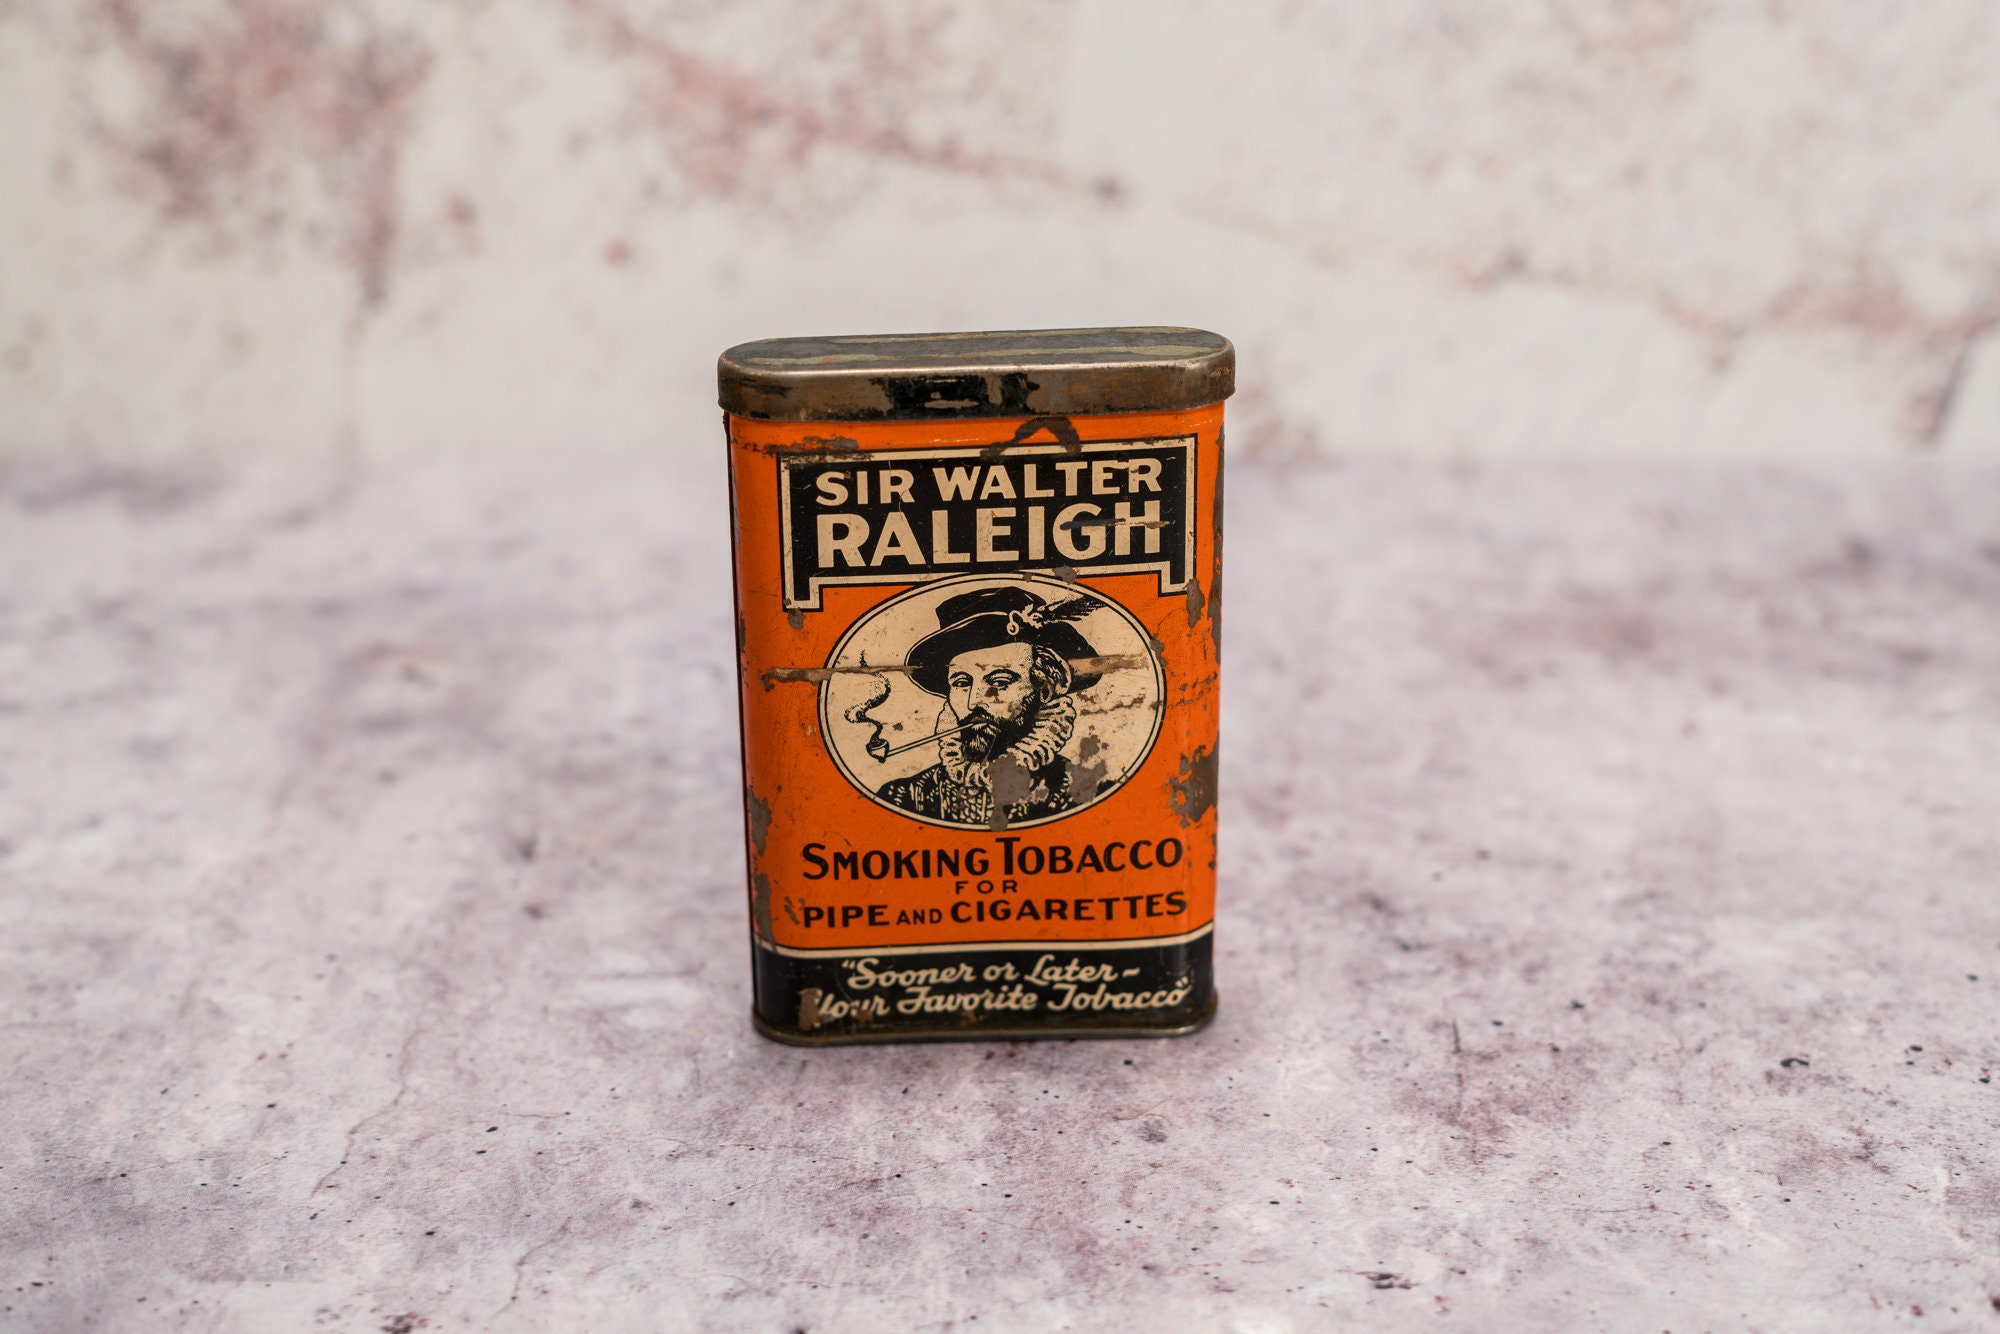 SIR WALTER
RALEIGH
SMOKING TOBACCO
FOR
PIPE AND CIGARETTES
"Sooner or Later-
Your Favorite Tobacco"